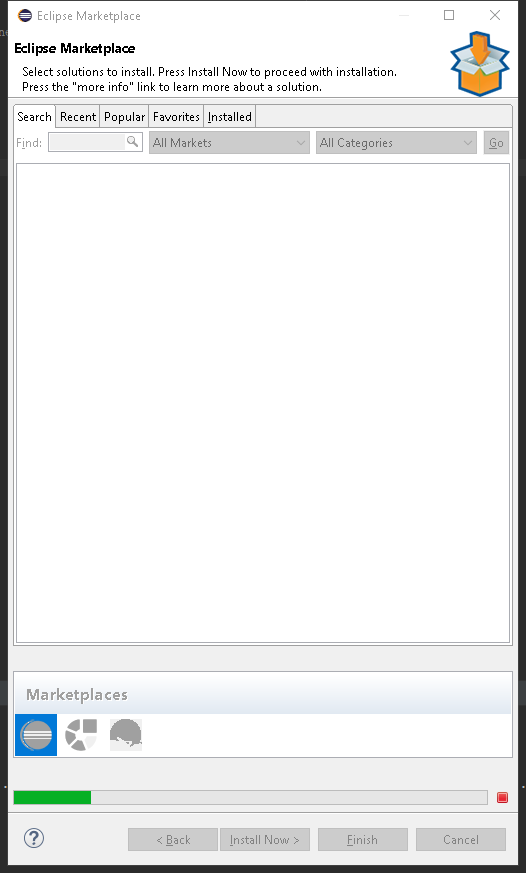 Eclipse Marketplace
Eclipse Marketplace
Select solutions to install. Press Install Now to proceed with installation.
Press the "more info" link to learn more about a solution.
Search Recent Popular Favorites Installed
Find: All Markets All Categories Go
Marketplaces
? < Back Install Now > Finish Cancel